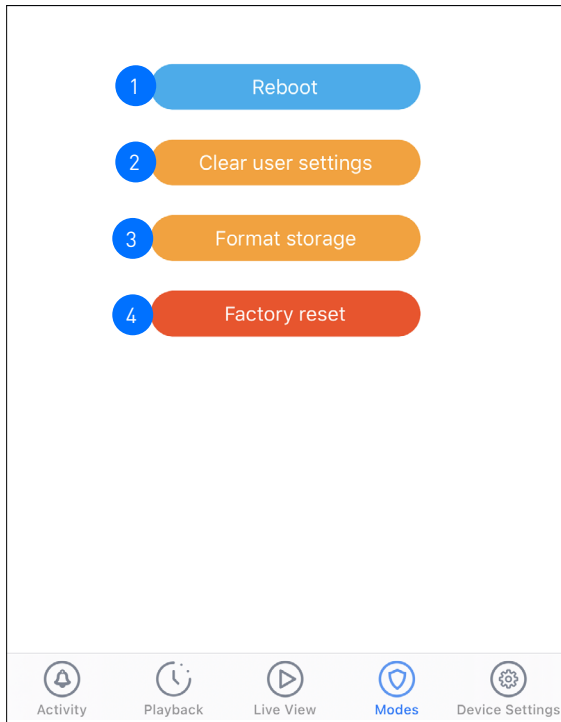 1 Reboot
2 Clear user settings
3 Format storage
4 Factory reset
Activity Playback Live View Modes Device Settings